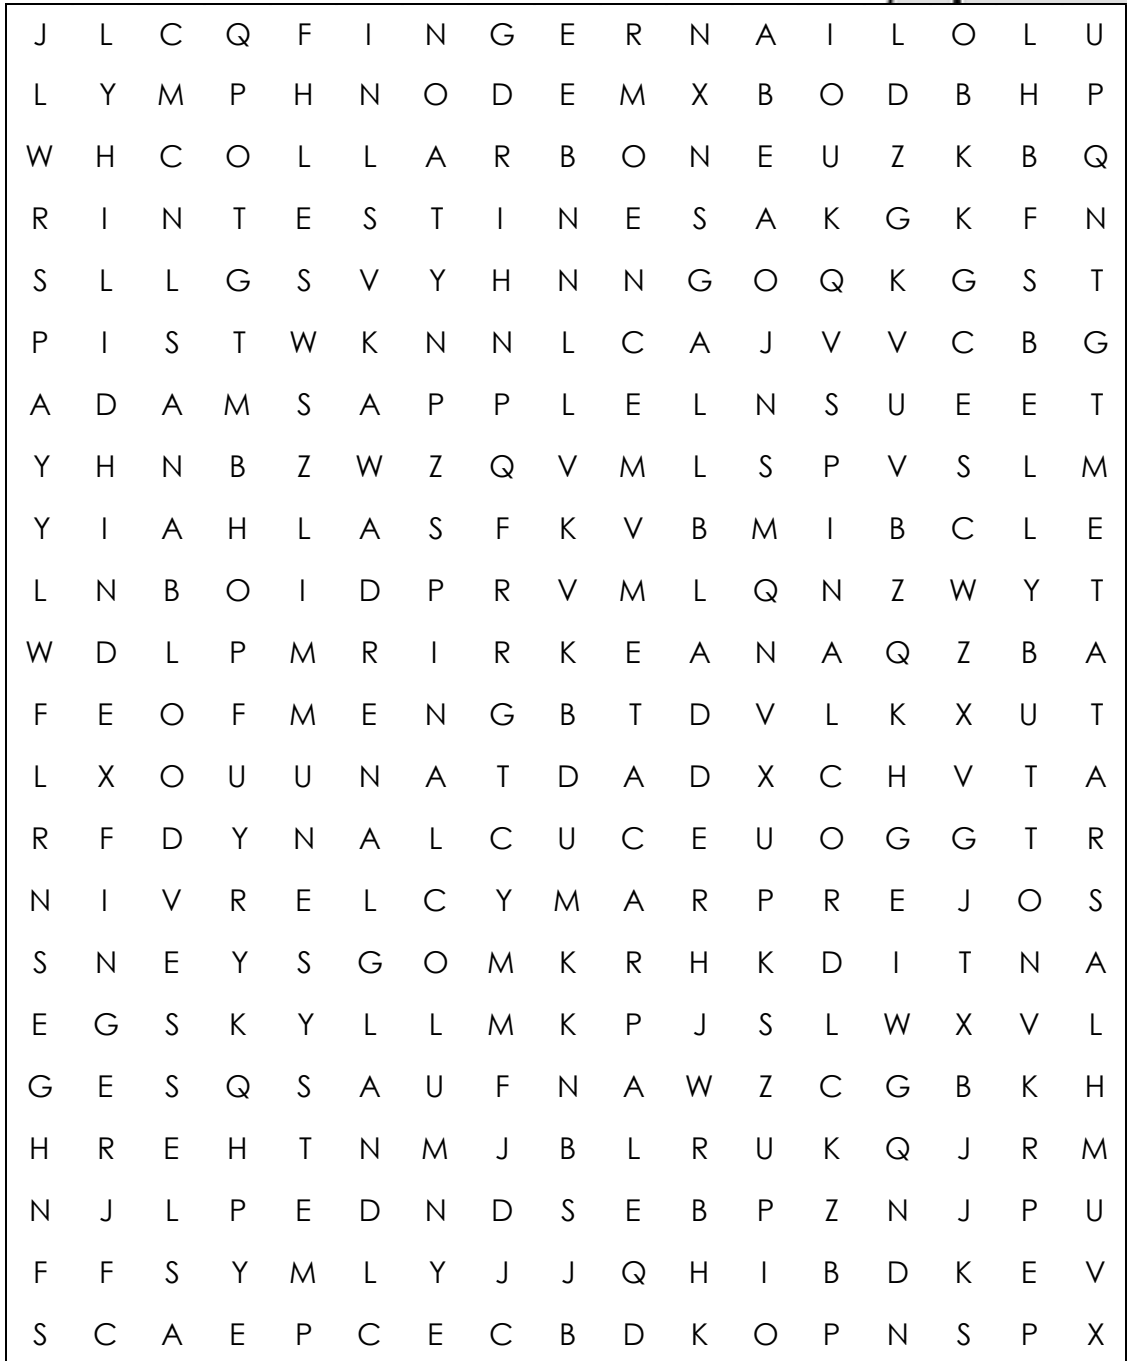 J L C Q F I N G E R N A I L O L U
L Y M P H N O D E M X B O D B H P
W H C O L L A R B O N E U Z K B Q
R I N T E S T I N E S A K G K F N
S L L G S V Y H N N G O Q K G S T
P I S T W K N N L C A J V V C B G
A D A M S A P P L E L N S U E E T
Y H N B Z W Z Q V M L S P V S L M
Y I A H L A S F K V B M I B C L E
L N B O I D P R V M L Q N Z W Y T
W D L P M R I R K E A N A Q Z B A
F E O F M E N G B T D V L K X U T
L X O U U N A T D A D X C H V T A
R F D Y N A L C U C E U O G G T R
N I V R E L C Y M A R P R E J O S
S N E Y S G O M K R H K D I T N A
E G S K Y L L M K P J S L W X V L
G E S Q S A U F N A W Z C G B K H
H R E H T N M J B L R U K Q J R M
N J L P E D N D S E B P Z N J P U
F F S Y M L Y J J Q H I B D K E V
S C A E P C E C B D K O P N S P X